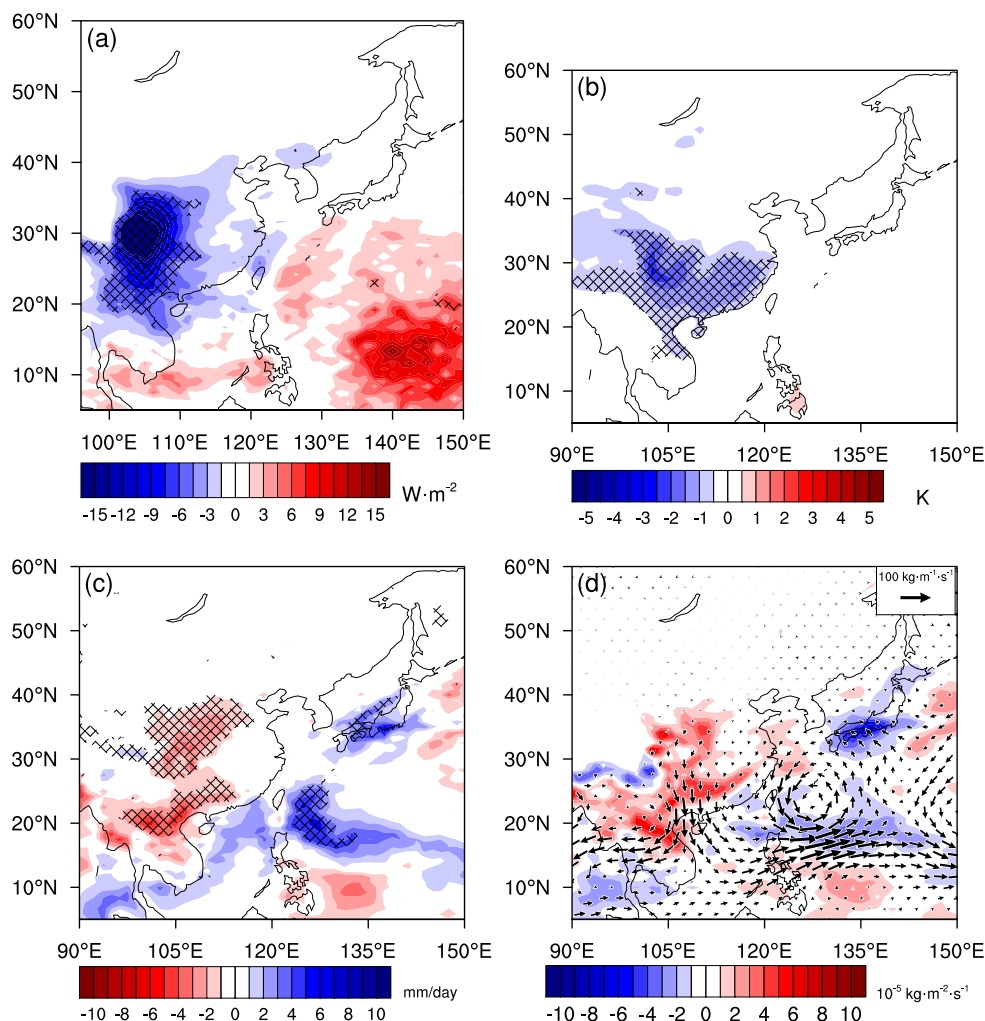 (a)
60°N
50°N
40°N
30°N
20°N
10°N
100°E 110°E 120°E 130°E 140°E 150°E
-15 -12 -9 -6 -3 0 3 6 9 12 15
W·m⁻²
(b)
60°N
50°N
40°N
30°N
20°N
10°N
90°E 105°E 120°E 135°E 150°E
-5 -4 -3 -2 -1 0 1 2 3 4 5
K
(c)
60°N
50°N
40°N
30°N
20°N
10°N
90°E 105°E 120°E 135°E 150°E
-10 -8 -6 -4 -2 0 2 4 6 8 10
mm/day
(d)
100 kg·m⁻¹·s⁻¹
60°N
50°N
40°N
30°N
20°N
10°N
90°E 105°E 120°E 135°E 150°E
-10 -8 -6 -4 -2 0 2 4 6 8 10
10⁻⁵ kg·m⁻²·s⁻¹